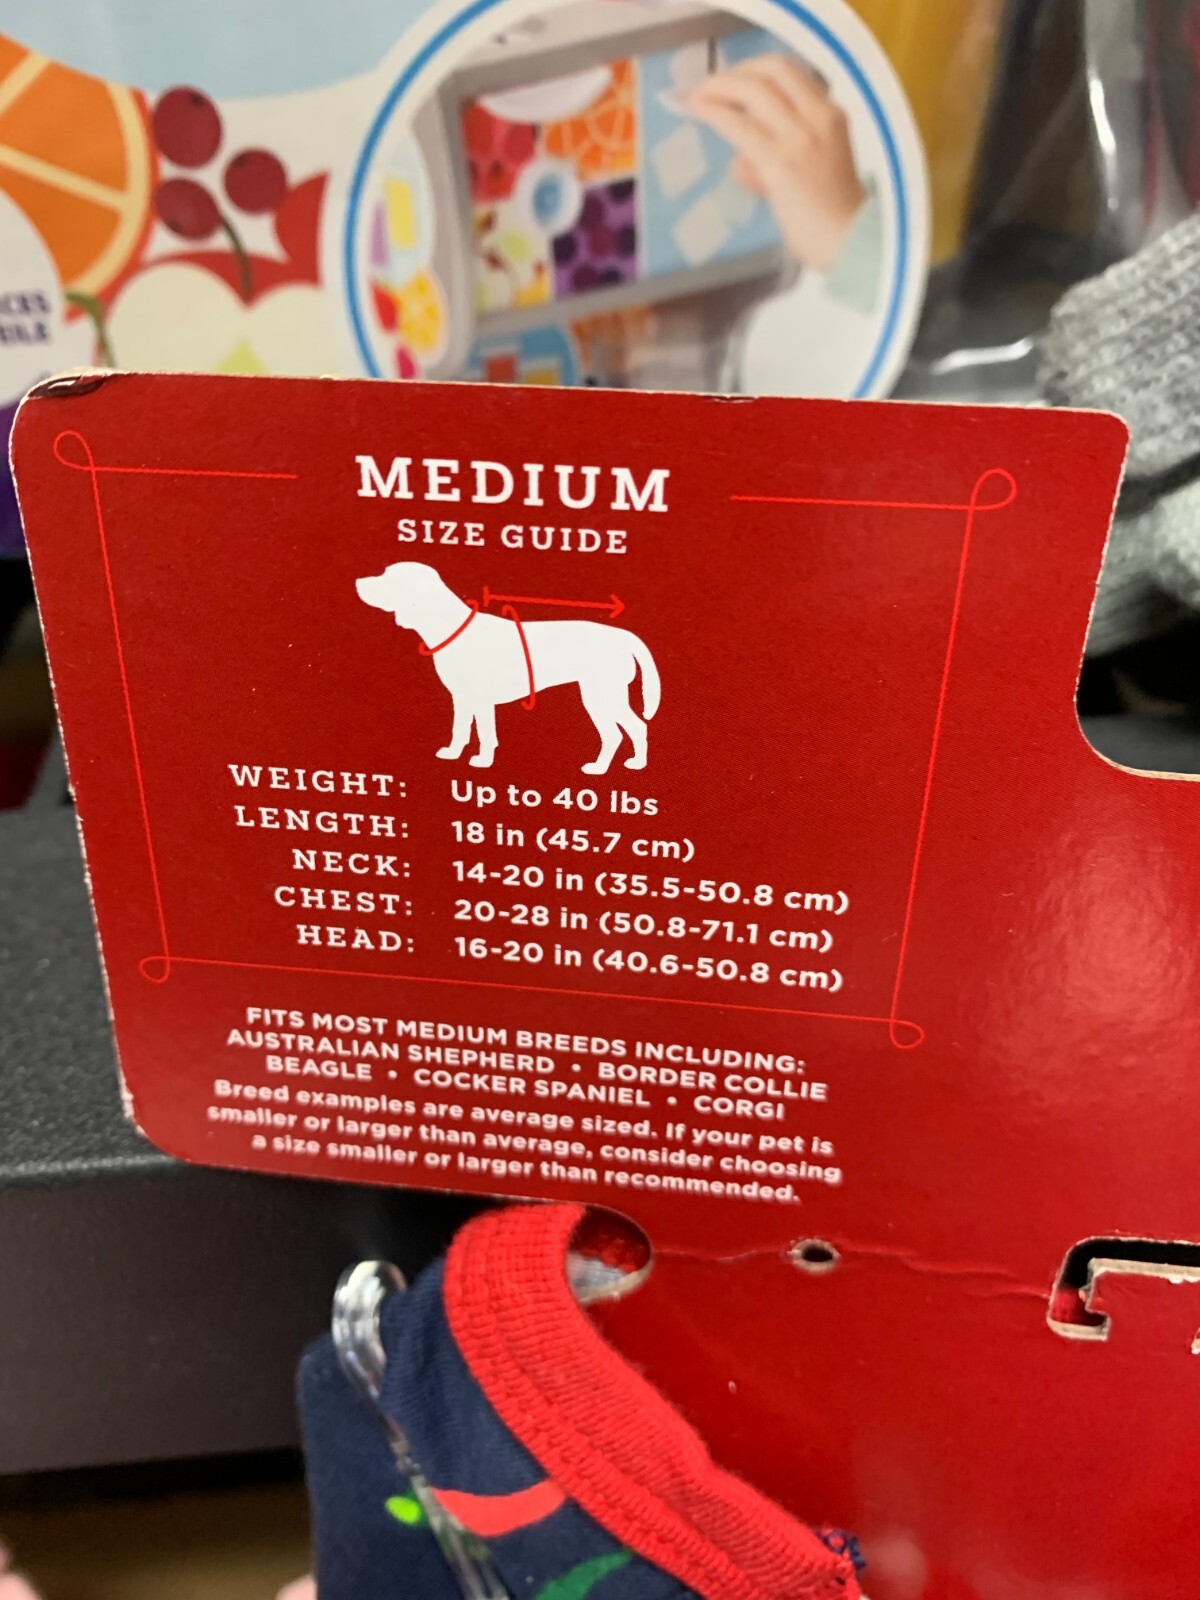 MEDIUM
SIZE GUIDE
WEIGHT: Up to 40 lbs
LENGTH: 18 in (45.7 cm)
NECK: 14-20 in (35.5-50.8 cm)
CHEST: 20-28 in (50.8-71.1 cm)
HEAD: 16-20 in (40.6-50.8 cm)
FITS MOST MEDIUM BREEDS INCLUDING:
AUSTRALIAN SHEPHERD • BORDER COLLIE
BEAGLE • COCKER SPANIEL • CORGI
Breed examples are average sized. If your pet is
smaller or larger than average, consider choosing
a size smaller or larger than recommended.